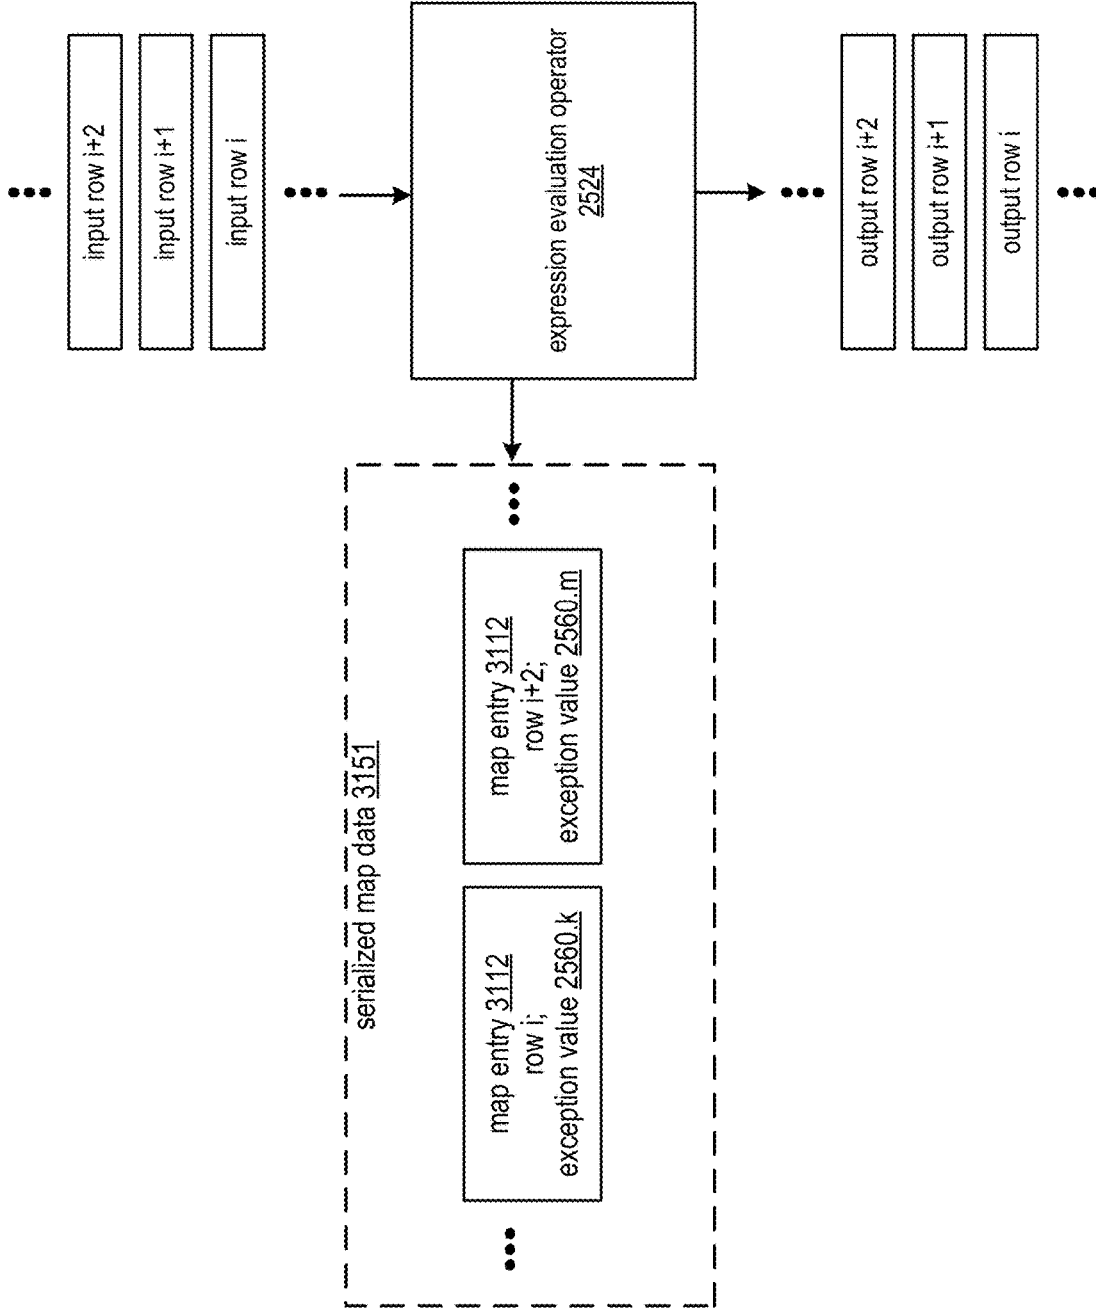 input row i+2
input row i+1
input row i
expression evaluation operator
2524
output row i+2
output row i+1
output row i
serialized map data 3151
map entry 3112
row i;
exception value 2560.k
map entry 3112
row i+2;
exception value 2560.m